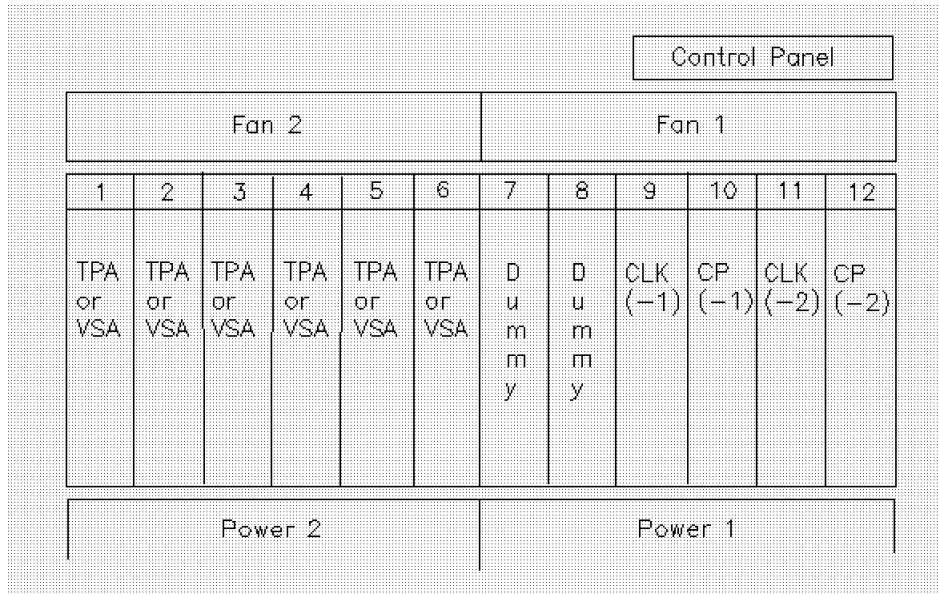 Control Panel
Fan 2 Fan 1
1 2 3 4 5 6 7 8 9 10 11 12
TPA TPA TPA TPA TPA TPA D D CLK CP CLK CP
or or or or or or u u (-1) (-1) (-2) (-2)
VSA VSA VSA VSA VSA VSA m m
m m
y y
Power 2 Power 1